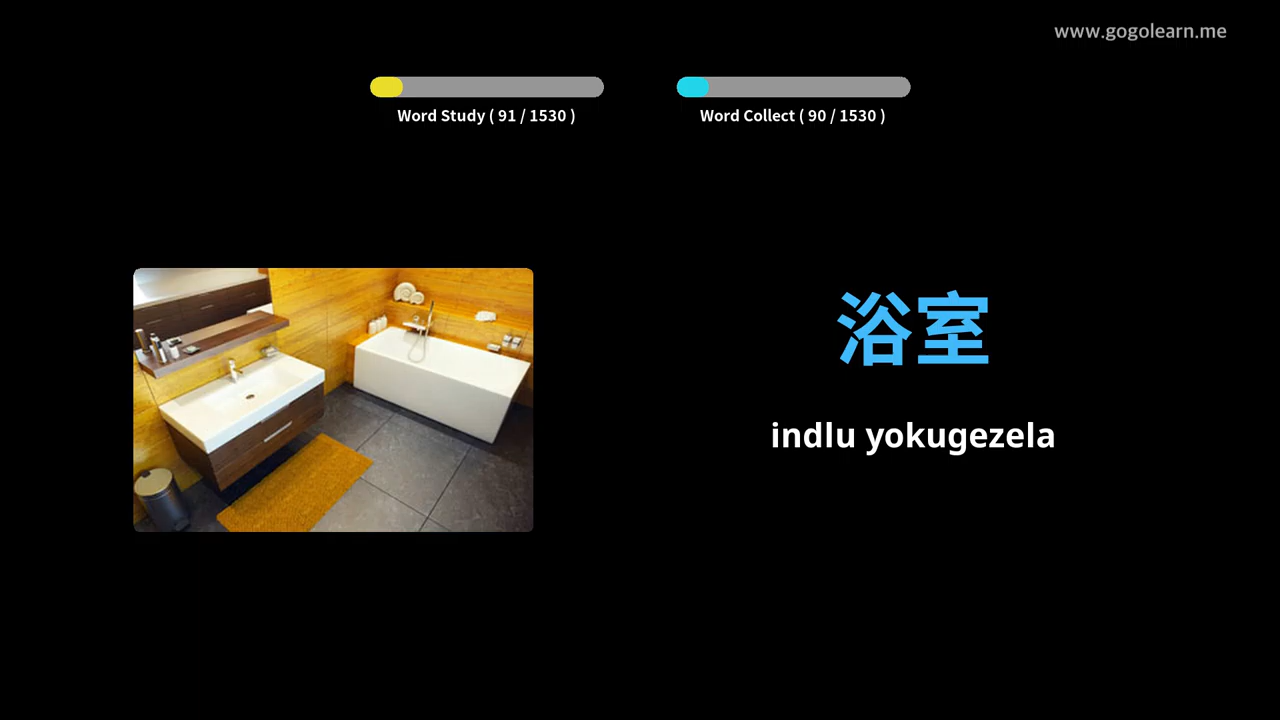 www.gogolearn.me
Word Study ( 91 / 1530 )
Word Collect ( 90 / 1530 )
浴室
indlu yokugezela